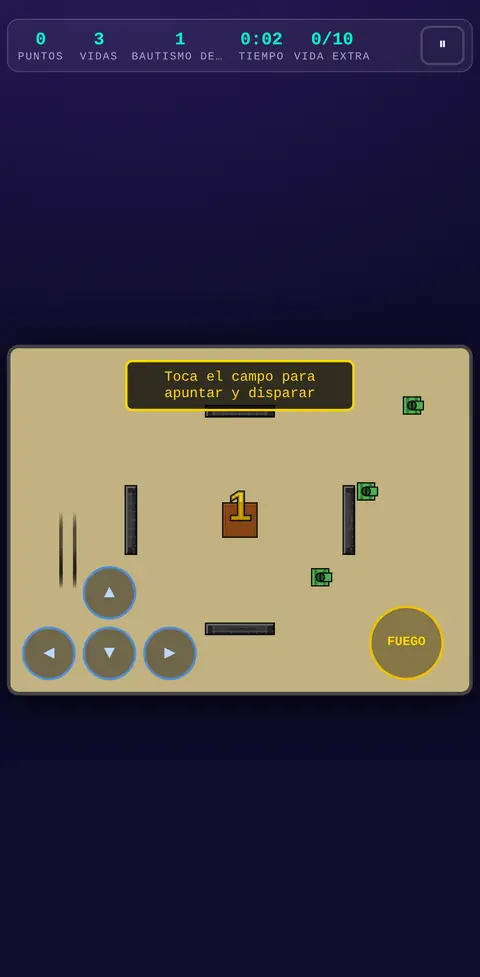 0 3 1 0:02 0/10
PUNTOS VIDAS BAUTISMO DE… TIEMPO VIDA EXTRA
Toca el campo para
apuntar y disparar
1
FUEGO